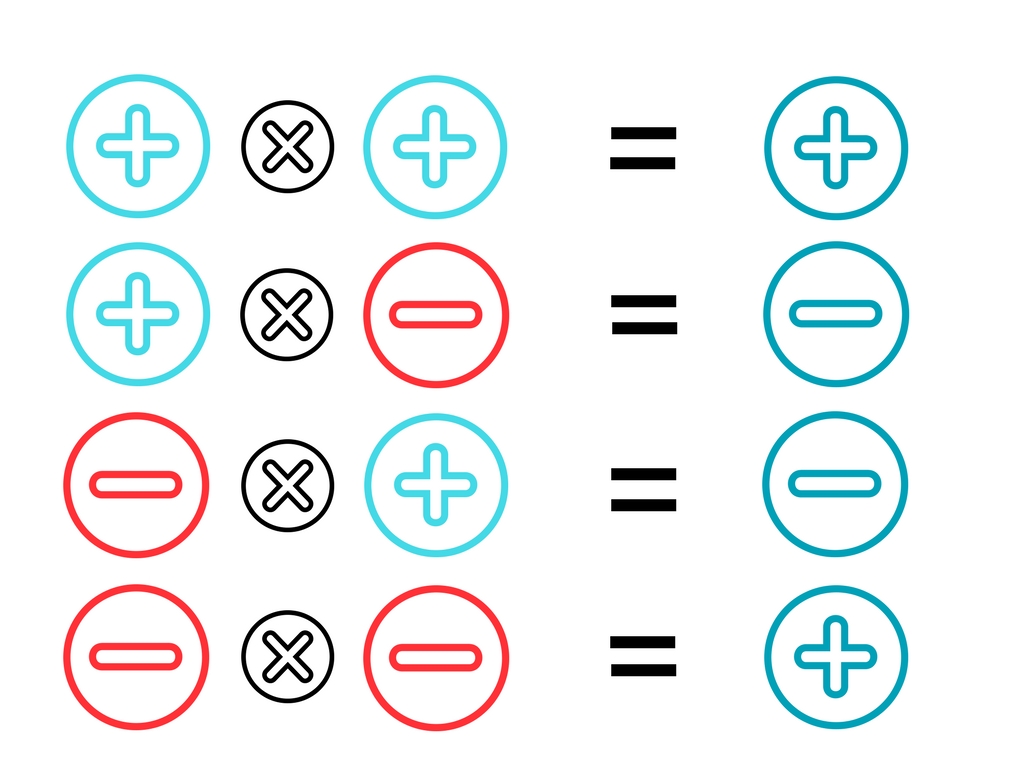 + × + = +
+ × − = −
− × + = −
− × − = +